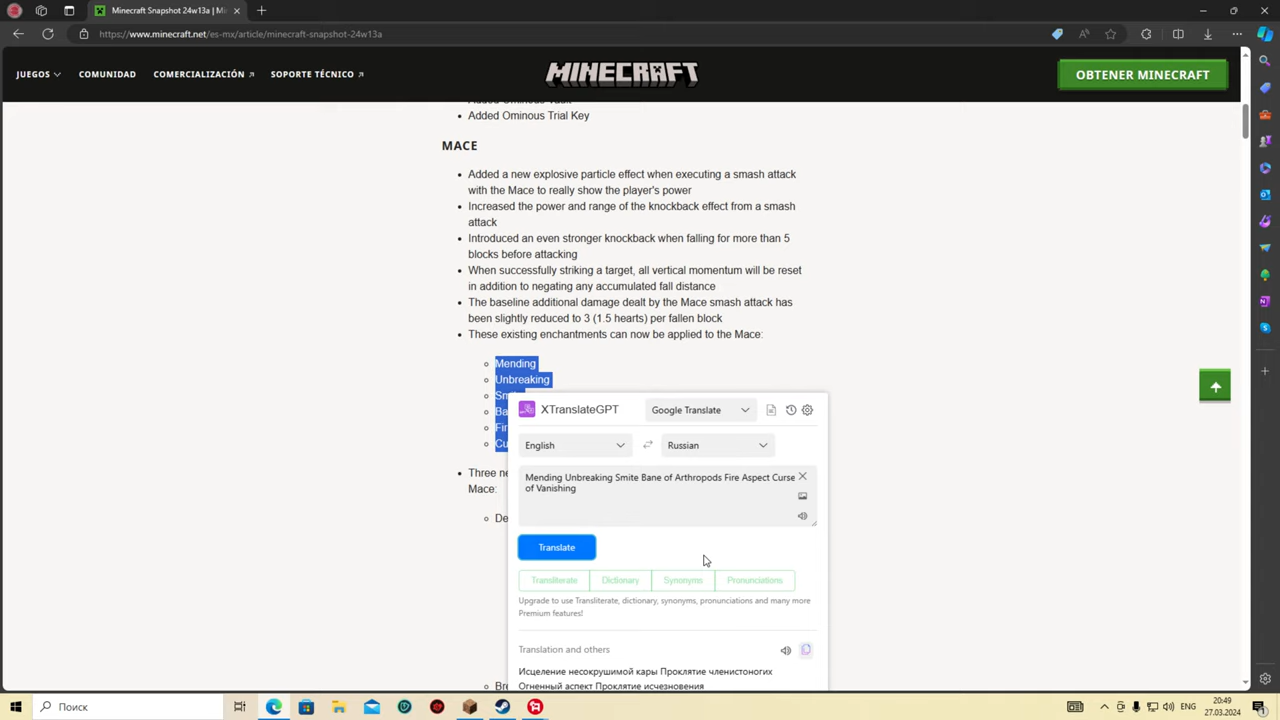 Minecraft Snapshot 24w13a | Mi
https://www.minecraft.net/es-mx/article/minecraft-snapshot-24w13a
JUEGOS
COMUNIDAD
COMERCIALIZACIÓN
SOPORTE TÉCNICO
MINECRAFT
OBTENER MINECRAFT
Added Ominous Vault
Added Ominous Trial Key
MACE
Added a new explosive particle effect when executing a smash attack
with the Mace to really show the player's power
Increased the power and range of the knockback effect from a smash
attack
Introduced an even stronger knockback when falling for more than 5
blocks before attacking
When successfully striking a target, all vertical momentum will be reset
in addition to negating any accumulated fall distance
The baseline additional damage dealt by the Mace smash attack has
been slightly reduced to 3 (1.5 hearts) per fallen block
These existing enchantments can now be applied to the Mace:
Mending
Unbreaking
Sm
Ba
Fir
Cu
Three ne
Mace:
De
Bre
XTranslateGPT
Google Translate
English
Russian
Mending Unbreaking Smite Bane of Arthropods Fire Aspect Curse
of Vanishing
Translate
Transliterate
Dictionary
Synonyms
Pronunciations
Upgrade to use Transliterate, dictionary, synonyms, pronunciations and many more
Premium features!
Translation and others
Исцеление несокрушимой кары Проклятие членистоногих
Огненный аспект Проклятие исчезновения
Поиск
ENG
20:49
27.03.2024